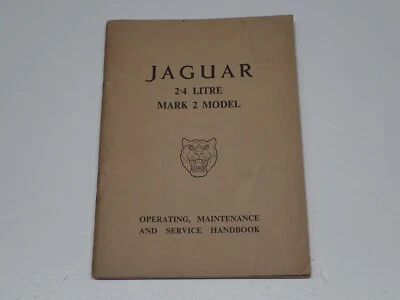 JAGUAR
2·4 LITRE
MARK 2 MODEL
OPERATING, MAINTENANCE
AND SERVICE HANDBOOK